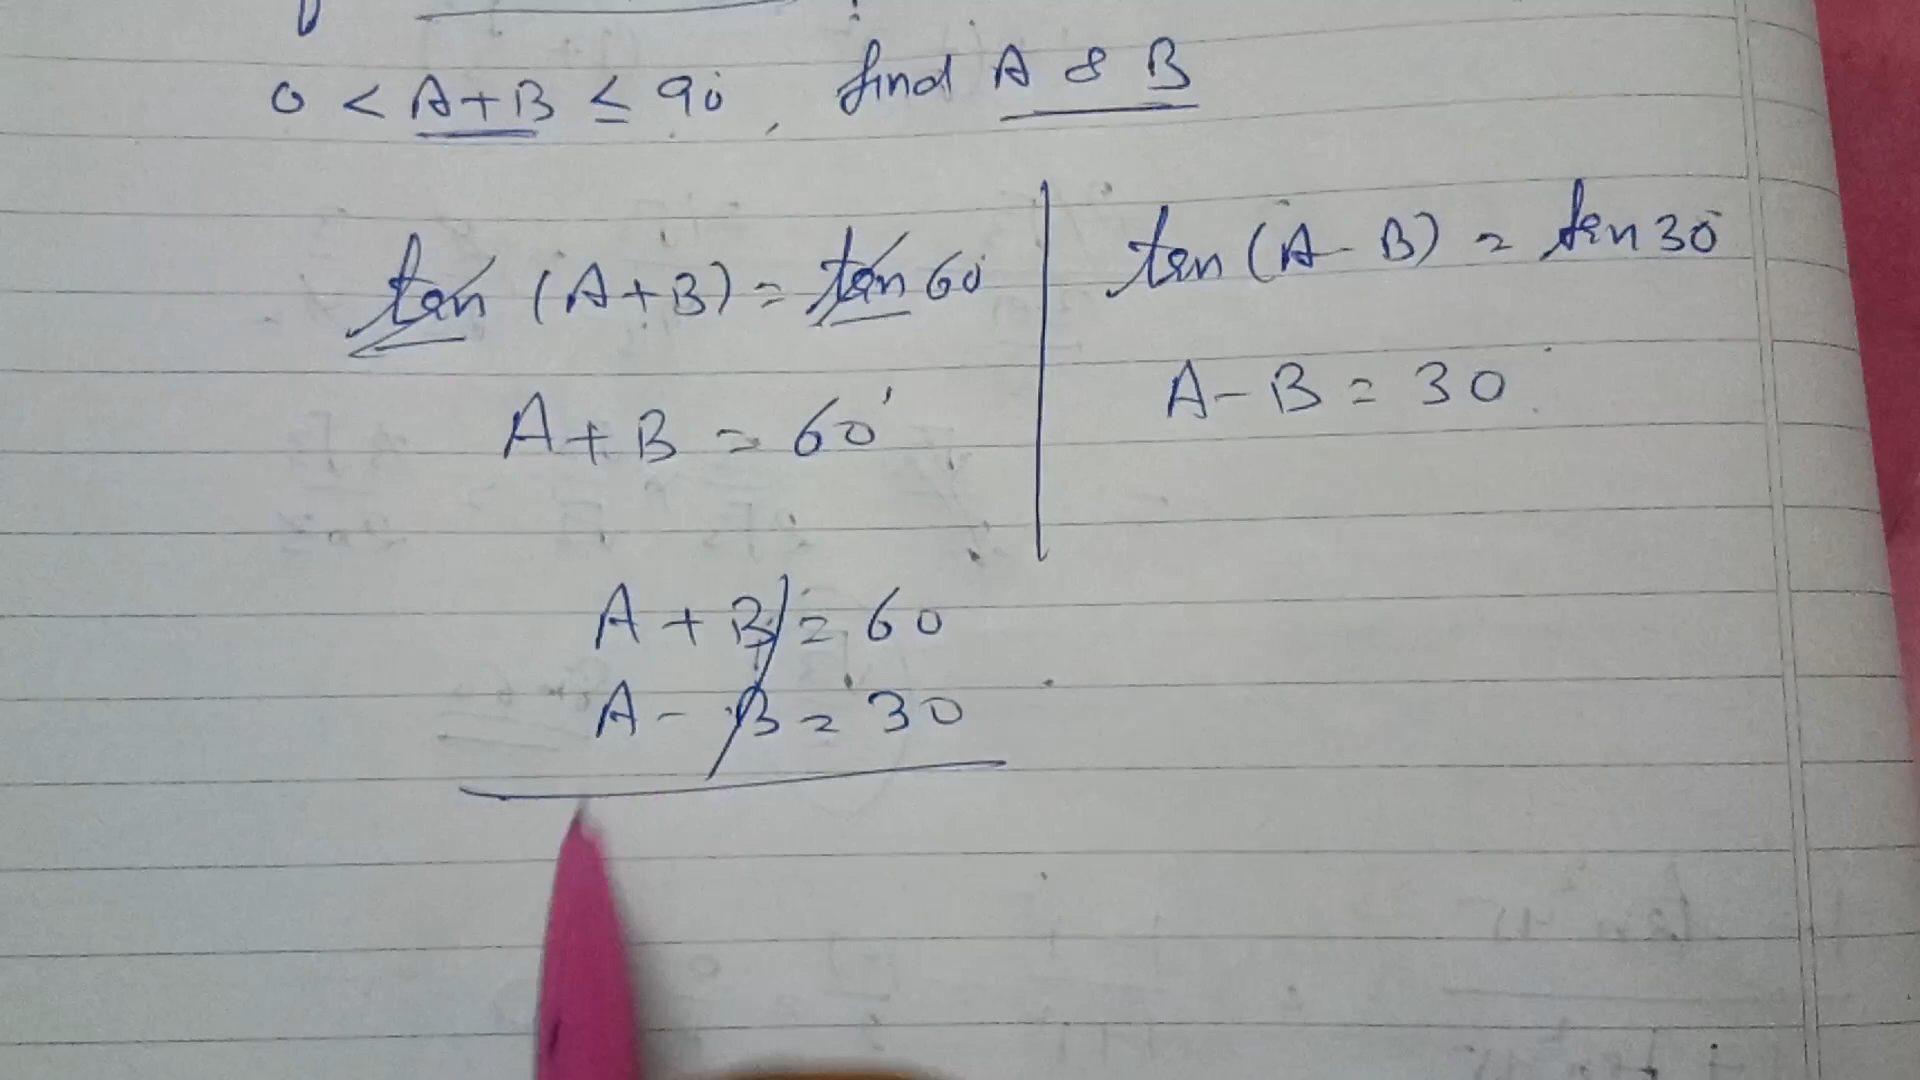 0 < A+B ≤ 90°, find A & B
tan (A+B) = tan 60°
A+B = 60°
tan (A-B) = tan 30°
A-B = 30
A + B = 60
A - B = 30